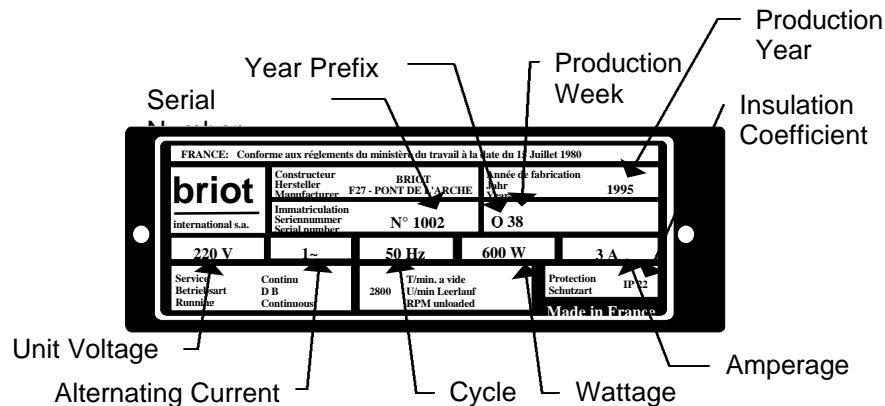 Production
Year
Year Prefix
Production
Week
Serial
Number
Insulation
Coefficient
FRANCE: Conforme aux réglements du ministère du travail à la date du 15 Juillet 1980
briot
international s.a.
Constructeur
Hersteller
Manufacturer
BRIOT
F27 - PONT DE L'ARCHE
Année de fabrication
Jahr
Year
1995
Immatriculation
Seriennummer
Serial number
N° 1002
O 38
220 V
1~
50 Hz
600 W
3 A
Service
Betriebsart
Running
Continu
D B
Continuous
2800
T/min. a vide
U/min Leerlauf
RPM unloaded
Protection
Schutzart
IP 22
Made in France
Unit Voltage
Alternating Current
Cycle
Wattage
Amperage